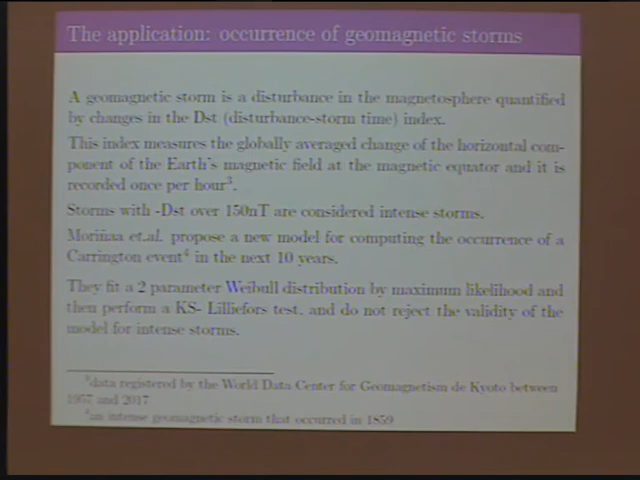 The application: occurrence of geomagnetic storms
A geomagnetic storm is a disturbance in the magnetosphere quantified
by changes in the Dst (disturbance-storm time) index.
This index measures the globally averaged change of the horizontal com-
ponent of the Earth's magnetic field at the magnetic equator and it is
recorded once per hour³.
Storms with -Dst over 150nT are considered intense storms.
Moriñaa et.al. propose a new model for computing the occurrence of a
Carrington event⁴ in the next 10 years.
They fit a 2 parameter Weibull distribution by maximum likelihood and
then perform a KS- Lilliefors test, and do not reject the validity of the
model for intense storms.
³data registered by the World Data Center for Geomagnetism de Kyoto between
1957 and 2017
⁴an intense geomagnetic storm that occurred in 1859